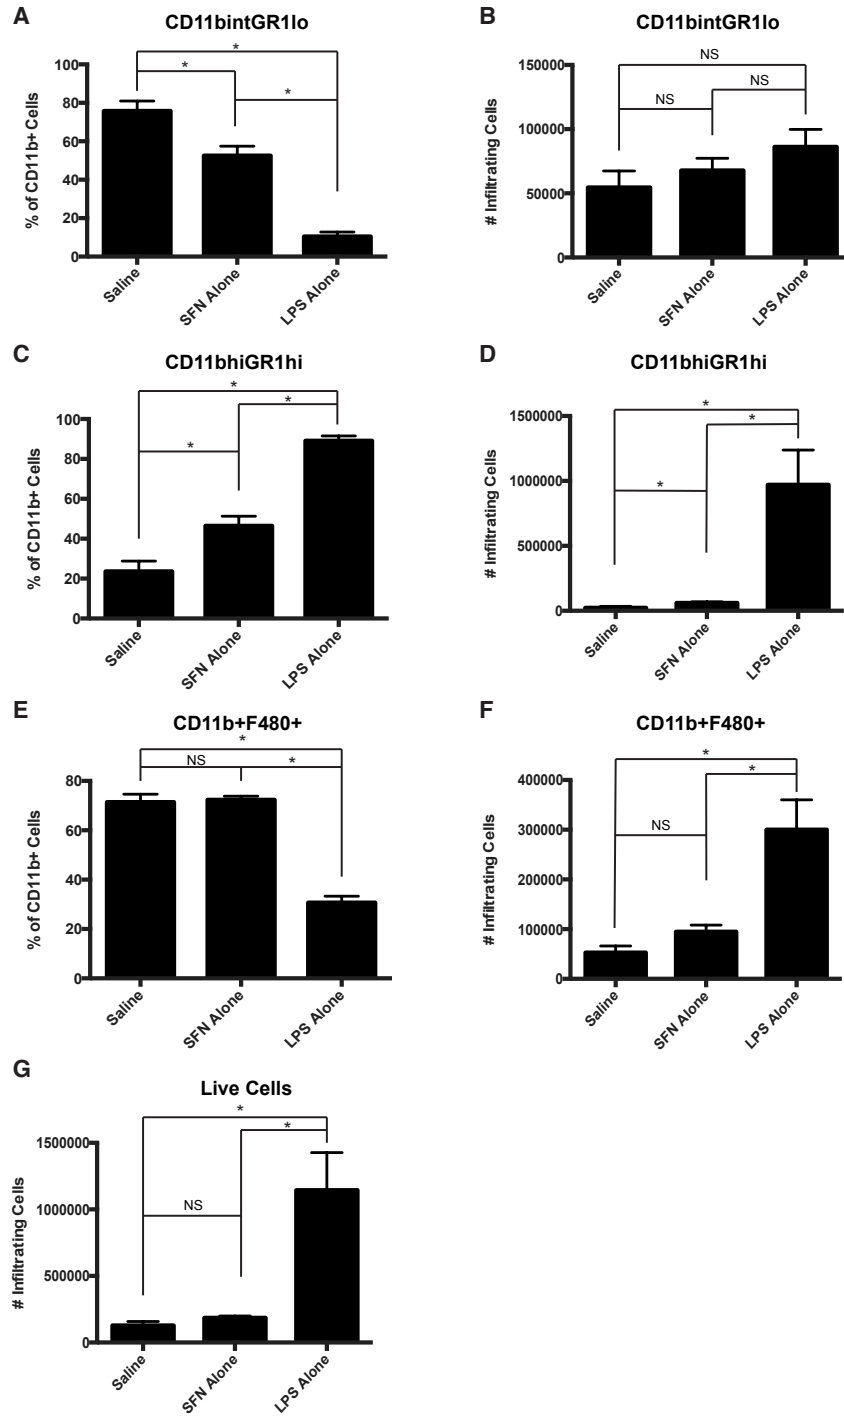 A
CD11bintGR1lo
*
*
*
% of CD11b+ Cells
100
80
60
40
20
0
Saline
SFN Alone
LPS Alone
B
CD11bintGR1lo
NS
NS
NS
# Infiltrating Cells
150000
100000
50000
0
Saline
SFN Alone
LPS Alone
C
CD11bhiGR1hi
*
*
*
% of CD11b+ Cells
100
80
60
40
20
0
Saline
SFN Alone
LPS Alone
D
CD11bhiGR1hi
*
*
*
# Infiltrating Cells
1500000
1000000
500000
0
Saline
SFN Alone
LPS Alone
E
CD11b+F480+
*
NS
*
% of CD11b+ Cells
80
60
40
20
0
Saline
SFN Alone
LPS Alone
F
CD11b+F480+
*
*
NS
# Infiltrating Cells
400000
300000
200000
100000
0
Saline
SFN Alone
LPS Alone
G
Live Cells
*
*
NS
# Infiltrating Cells
1500000
1000000
500000
0
Saline
SFN Alone
LPS Alone